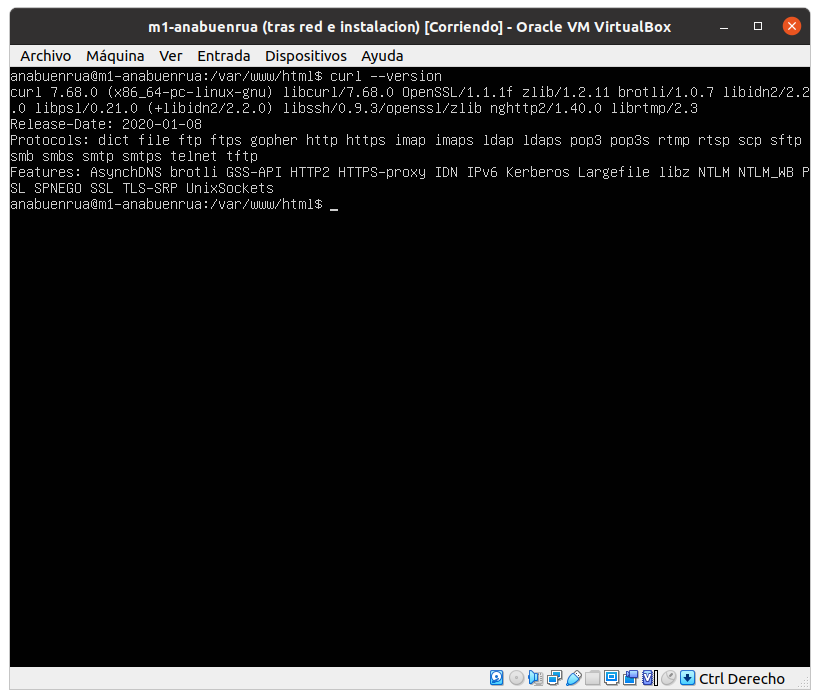 m1-anabuenrua (tras red e instalacion) [Corriendo] - Oracle VM VirtualBox
Archivo Máquina Ver Entrada Dispositivos Ayuda
anabuenrua@m1-anabuenrua:/var/www/html$ curl --version
curl 7.68.0 (x86_64-pc-linux-gnu) libcurl/7.68.0 OpenSSL/1.1.1f zlib/1.2.11 brotli/1.0.7 libidn2/2.2
.0 libpsl/0.21.0 (+libidn2/2.2.0) libssh/0.9.3/openssl/zlib nghttp2/1.40.0 librtmp/2.3
Release-Date: 2020-01-08
Protocols: dict file ftp ftps gopher http https imap imaps ldap ldaps pop3 pop3s rtmp rtsp scp sftp
smb smbs smtp smtps telnet tftp
Features: AsynchDNS brotli GSS-API HTTP2 HTTPS-proxy IDN IPv6 Kerberos Largefile libz NTLM NTLM_WB P
SL SPNEGO SSL TLS-SRP UnixSockets
anabuenrua@m1-anabuenrua:/var/www/html$ _
Ctrl Derecho